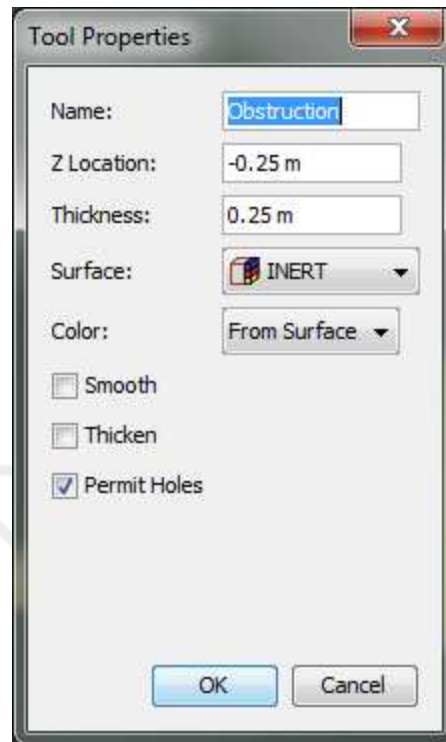 Tool Properties
Name: Obstruction
Z Location: -0.25 m
Thickness: 0.25 m
Surface: INERT
Color: From Surface
Smooth
Thicken
Permit Holes
OK Cancel